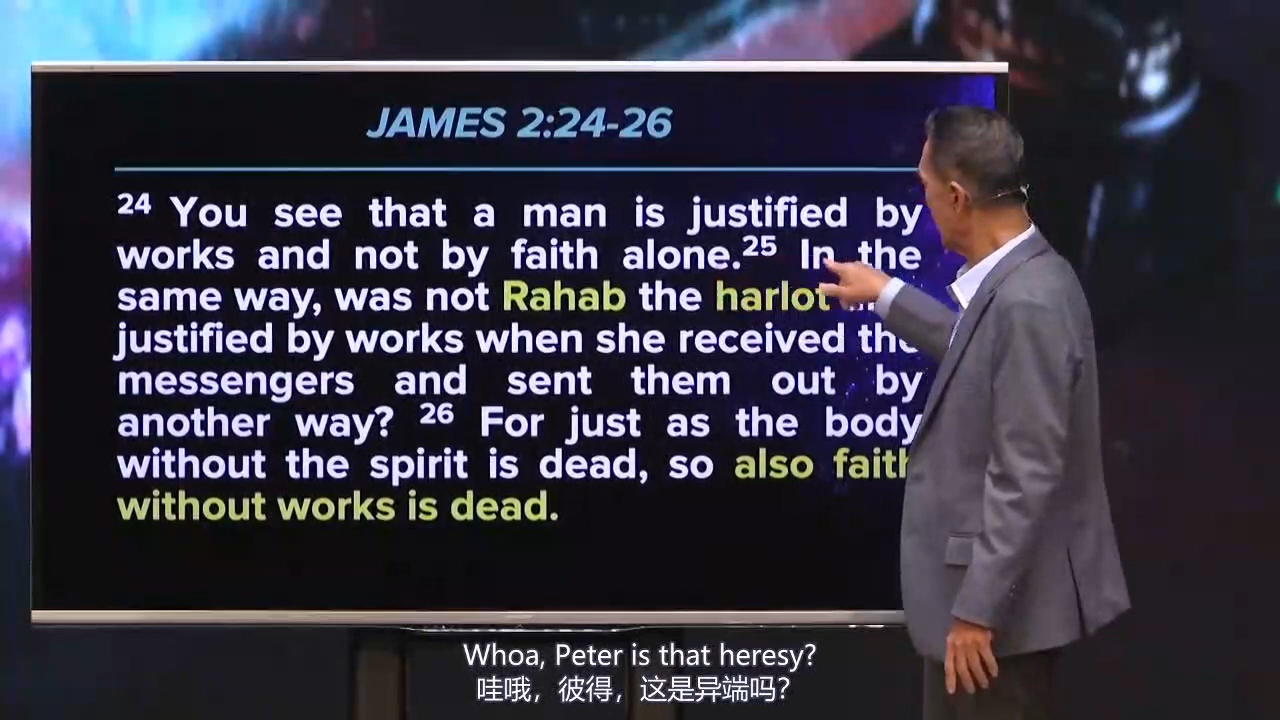 JAMES 2:24-26
24 You see that a man is justified by
works and not by faith alone.25 In the
same way, was not Rahab the harlot
justified by works when she received the
messengers and sent them out by
another way? 26 For just as the body
without the spirit is dead, so also faith
without works is dead.
Whoa, Peter is that heresy?
哇哦，彼得，这是异端吗？